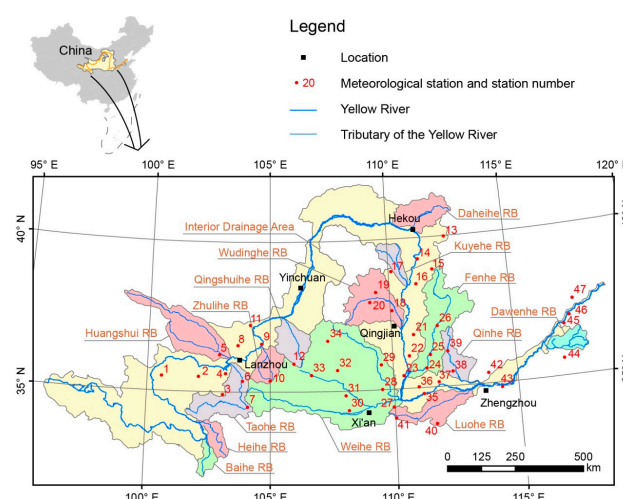 China
Legend
Location
20 Meteorological station and station number
Yellow River
Tributary of the Yellow River
95° E 100° E 105° E 110° E 115° E 120° E
40° N
35° N
Hekou
Daheihe RB
13
Interior Drainage Area
Kuyehe RB
Wudinghe RB
14
15
17
Fenhe RB
Qingshuihe RB
Yinchuan
16
19
47
Zhulihe RB
20
18
46
Dawenhe RB
45
Huangshui RB
11
Qingjian
26
34
21
Qinhe RB
8
9
39
5
Lanzhou
22
25
44
12
29
1
2
4
6
10
33
32
23
24
38
42
3
28
36
37
43
31
35
Zhengzhou
7
30
27
Xi'an
41
40
Taohe RB
Luohe RB
Heihe RB
Weihe RB
Baihe RB
0 125 250 500
km
100°E 105°E 110°E 115°E